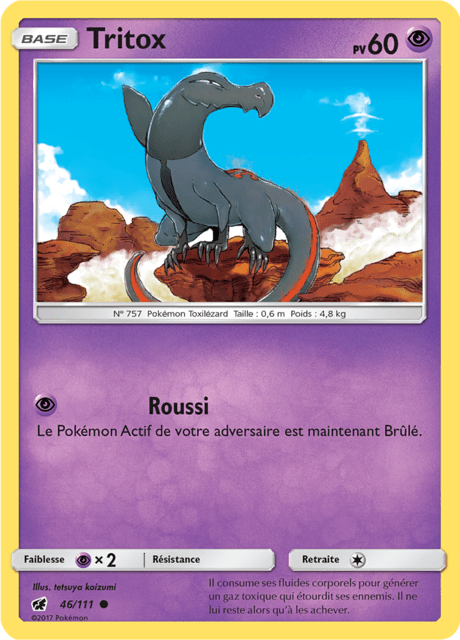 BASE Tritox PV 60
N° 757 Pokémon Toxilézard Taille : 0,6 m Poids : 4,8 kg
Roussi
Le Pokémon Actif de votre adversaire est maintenant Brûlé.
Faiblesse ×2 Résistance Retraite
Illus. tetsuya koizumi
46/111
©2017 Pokémon
Il consume ses fluides corporels pour générer
un gaz toxique qui étourdit ses ennemis. Il ne
lui reste alors qu'à les achever.